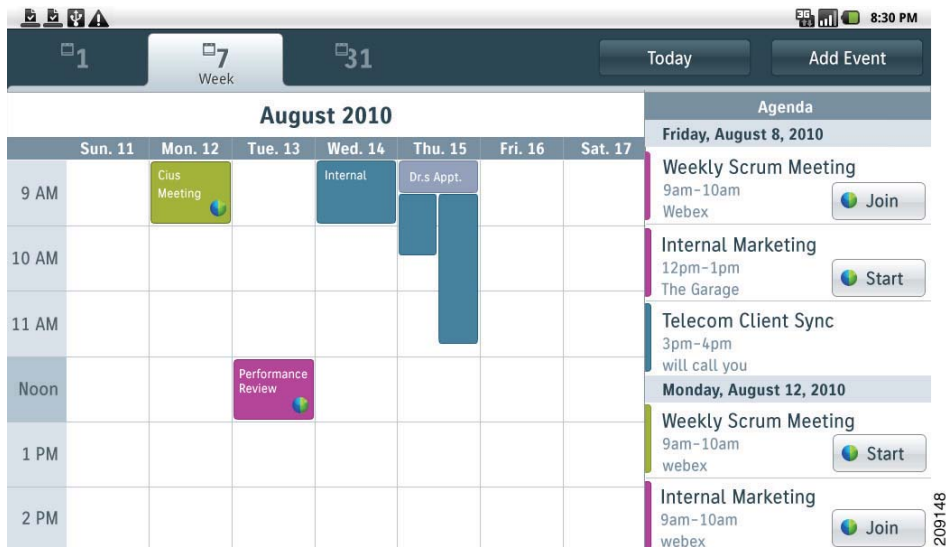 3G
8:30 PM
1
7
Week
31
Today
Add Event
August 2010
Sun. 11 Mon. 12 Tue. 13 Wed. 14 Thu. 15 Fri. 16 Sat. 17
9 AM
10 AM
11 AM
Noon
1 PM
2 PM
Cius
Meeting
Internal
Dr.s Appt.
Performance
Review
Agenda
Friday, August 8, 2010
Weekly Scrum Meeting
9am-10am
Webex
Join
Internal Marketing
12pm-1pm
The Garage
Start
Telecom Client Sync
3pm-4pm
will call you
Monday, August 12, 2010
Weekly Scrum Meeting
9am-10am
webex
Start
Internal Marketing
9am-10am
webex
Join
209148